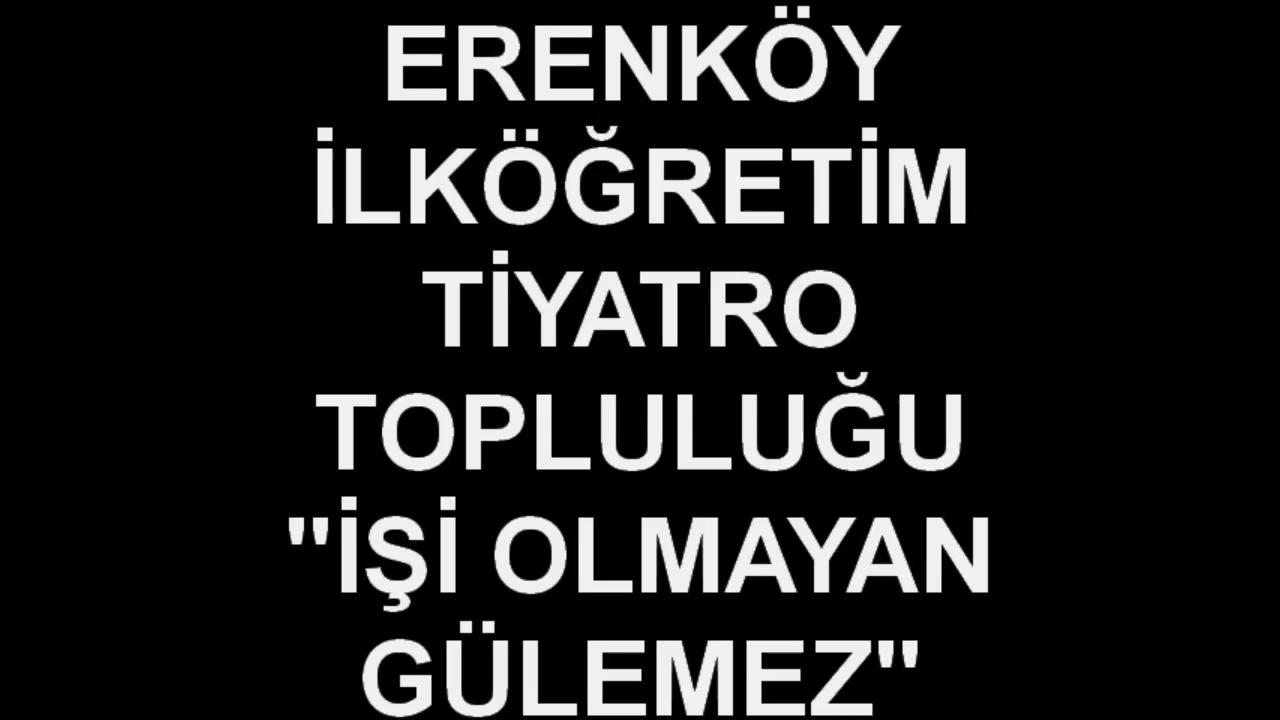 ERENKÖY
İLKÖĞRETİM
TİYATRO
TOPLULUĞU
"İŞİ OLMAYAN
GÜLEMEZ"